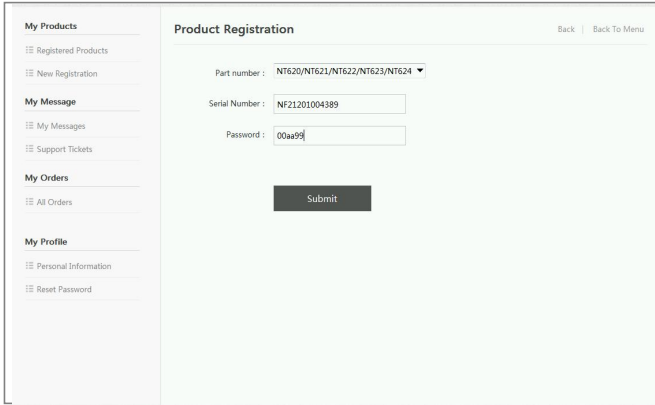 My Products
Registered Products
New Registration
My Message
My Messages
Support Tickets
My Orders
All Orders
My Profile
Personal Information
Reset Password
Product Registration
Back | Back To Menu
Part number : NT620/NT621/NT622/NT623/NT624
Serial Number : NF21201004389
Password : 00aa99
Submit